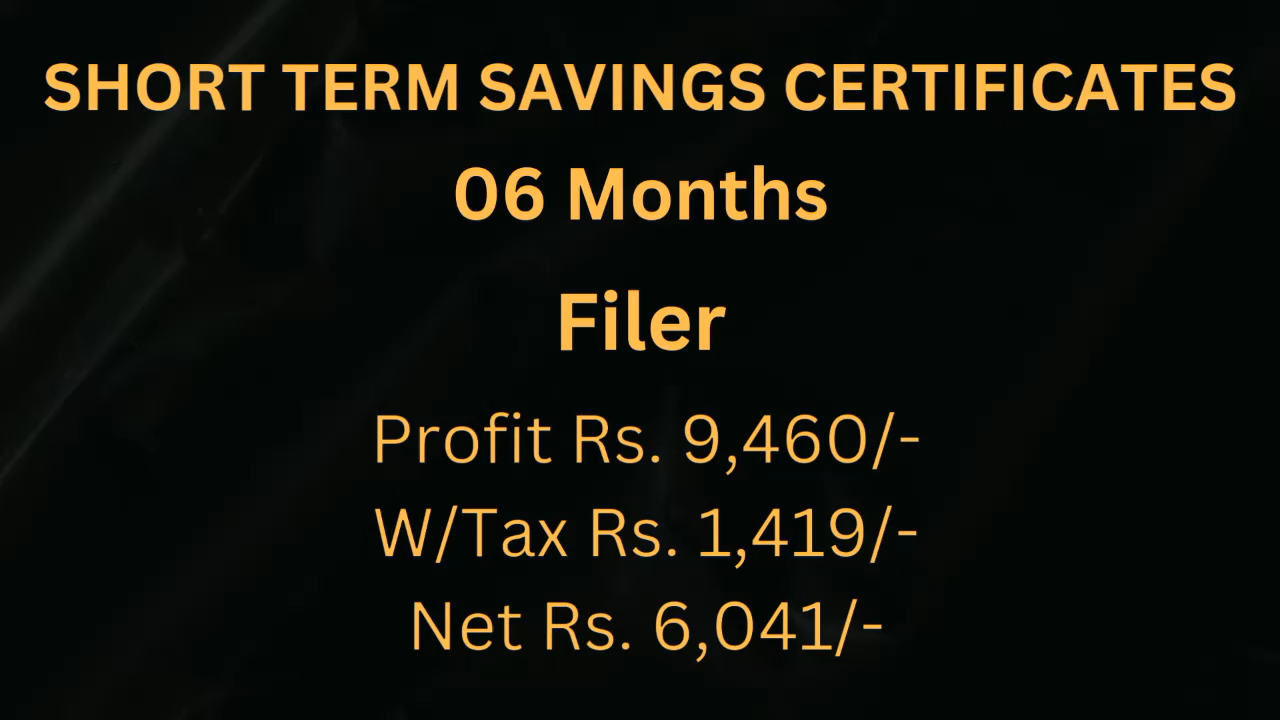 SHORT TERM SAVINGS CERTIFICATES
06 Months
Filer
Profit Rs. 9,460/-
W/Tax Rs. 1,419/-
Net Rs. 6,041/-